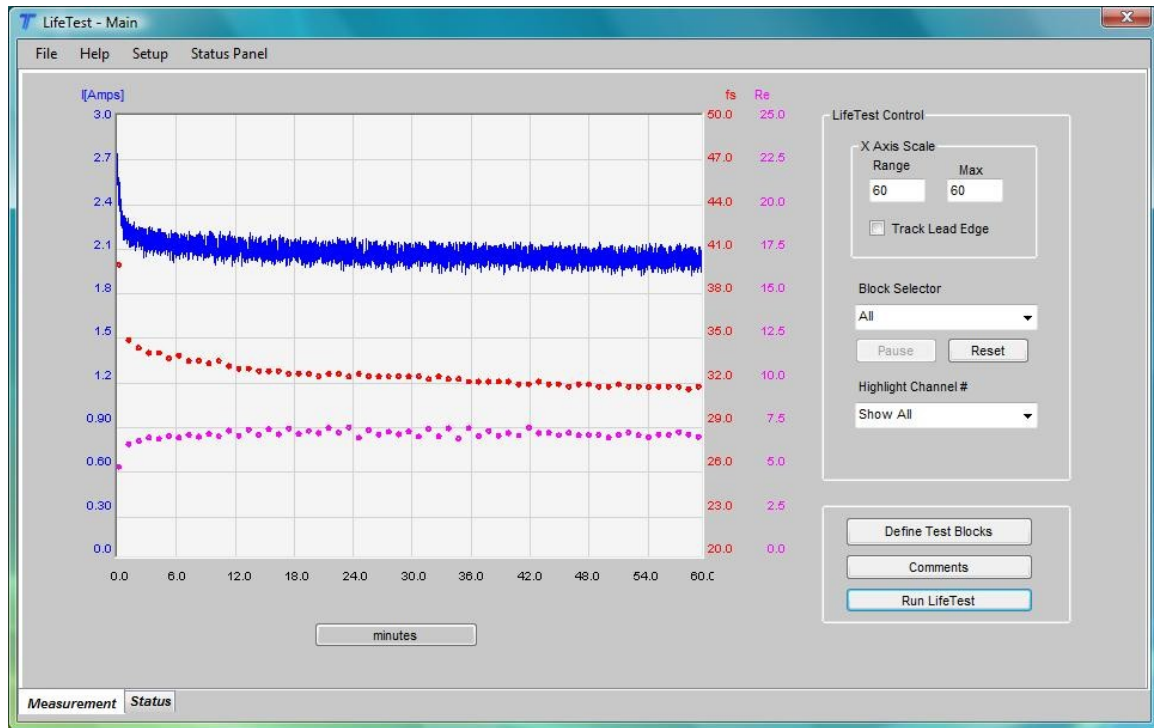 LifeTest - Main
File Help Setup Status Panel
I[Amps] fs Re
3.0 50.0 25.0
2.7 47.0 22.5
2.4 44.0 20.0
2.1 41.0 17.5
1.8 38.0 15.0
1.5 35.0 12.5
1.2 32.0 10.0
0.90 29.0 7.5
0.60 26.0 5.0
0.30 23.0 2.5
0.0 20.0 0.0
0.0 6.0 12.0 18.0 24.0 30.0 36.0 42.0 48.0 54.0 60.0
minutes
LifeTest Control
X Axis Scale
Range Max
60 60
Track Lead Edge
Block Selector
All
Pause Reset
Highlight Channel #
Show All
Define Test Blocks
Comments
Run LifeTest
Measurement Status